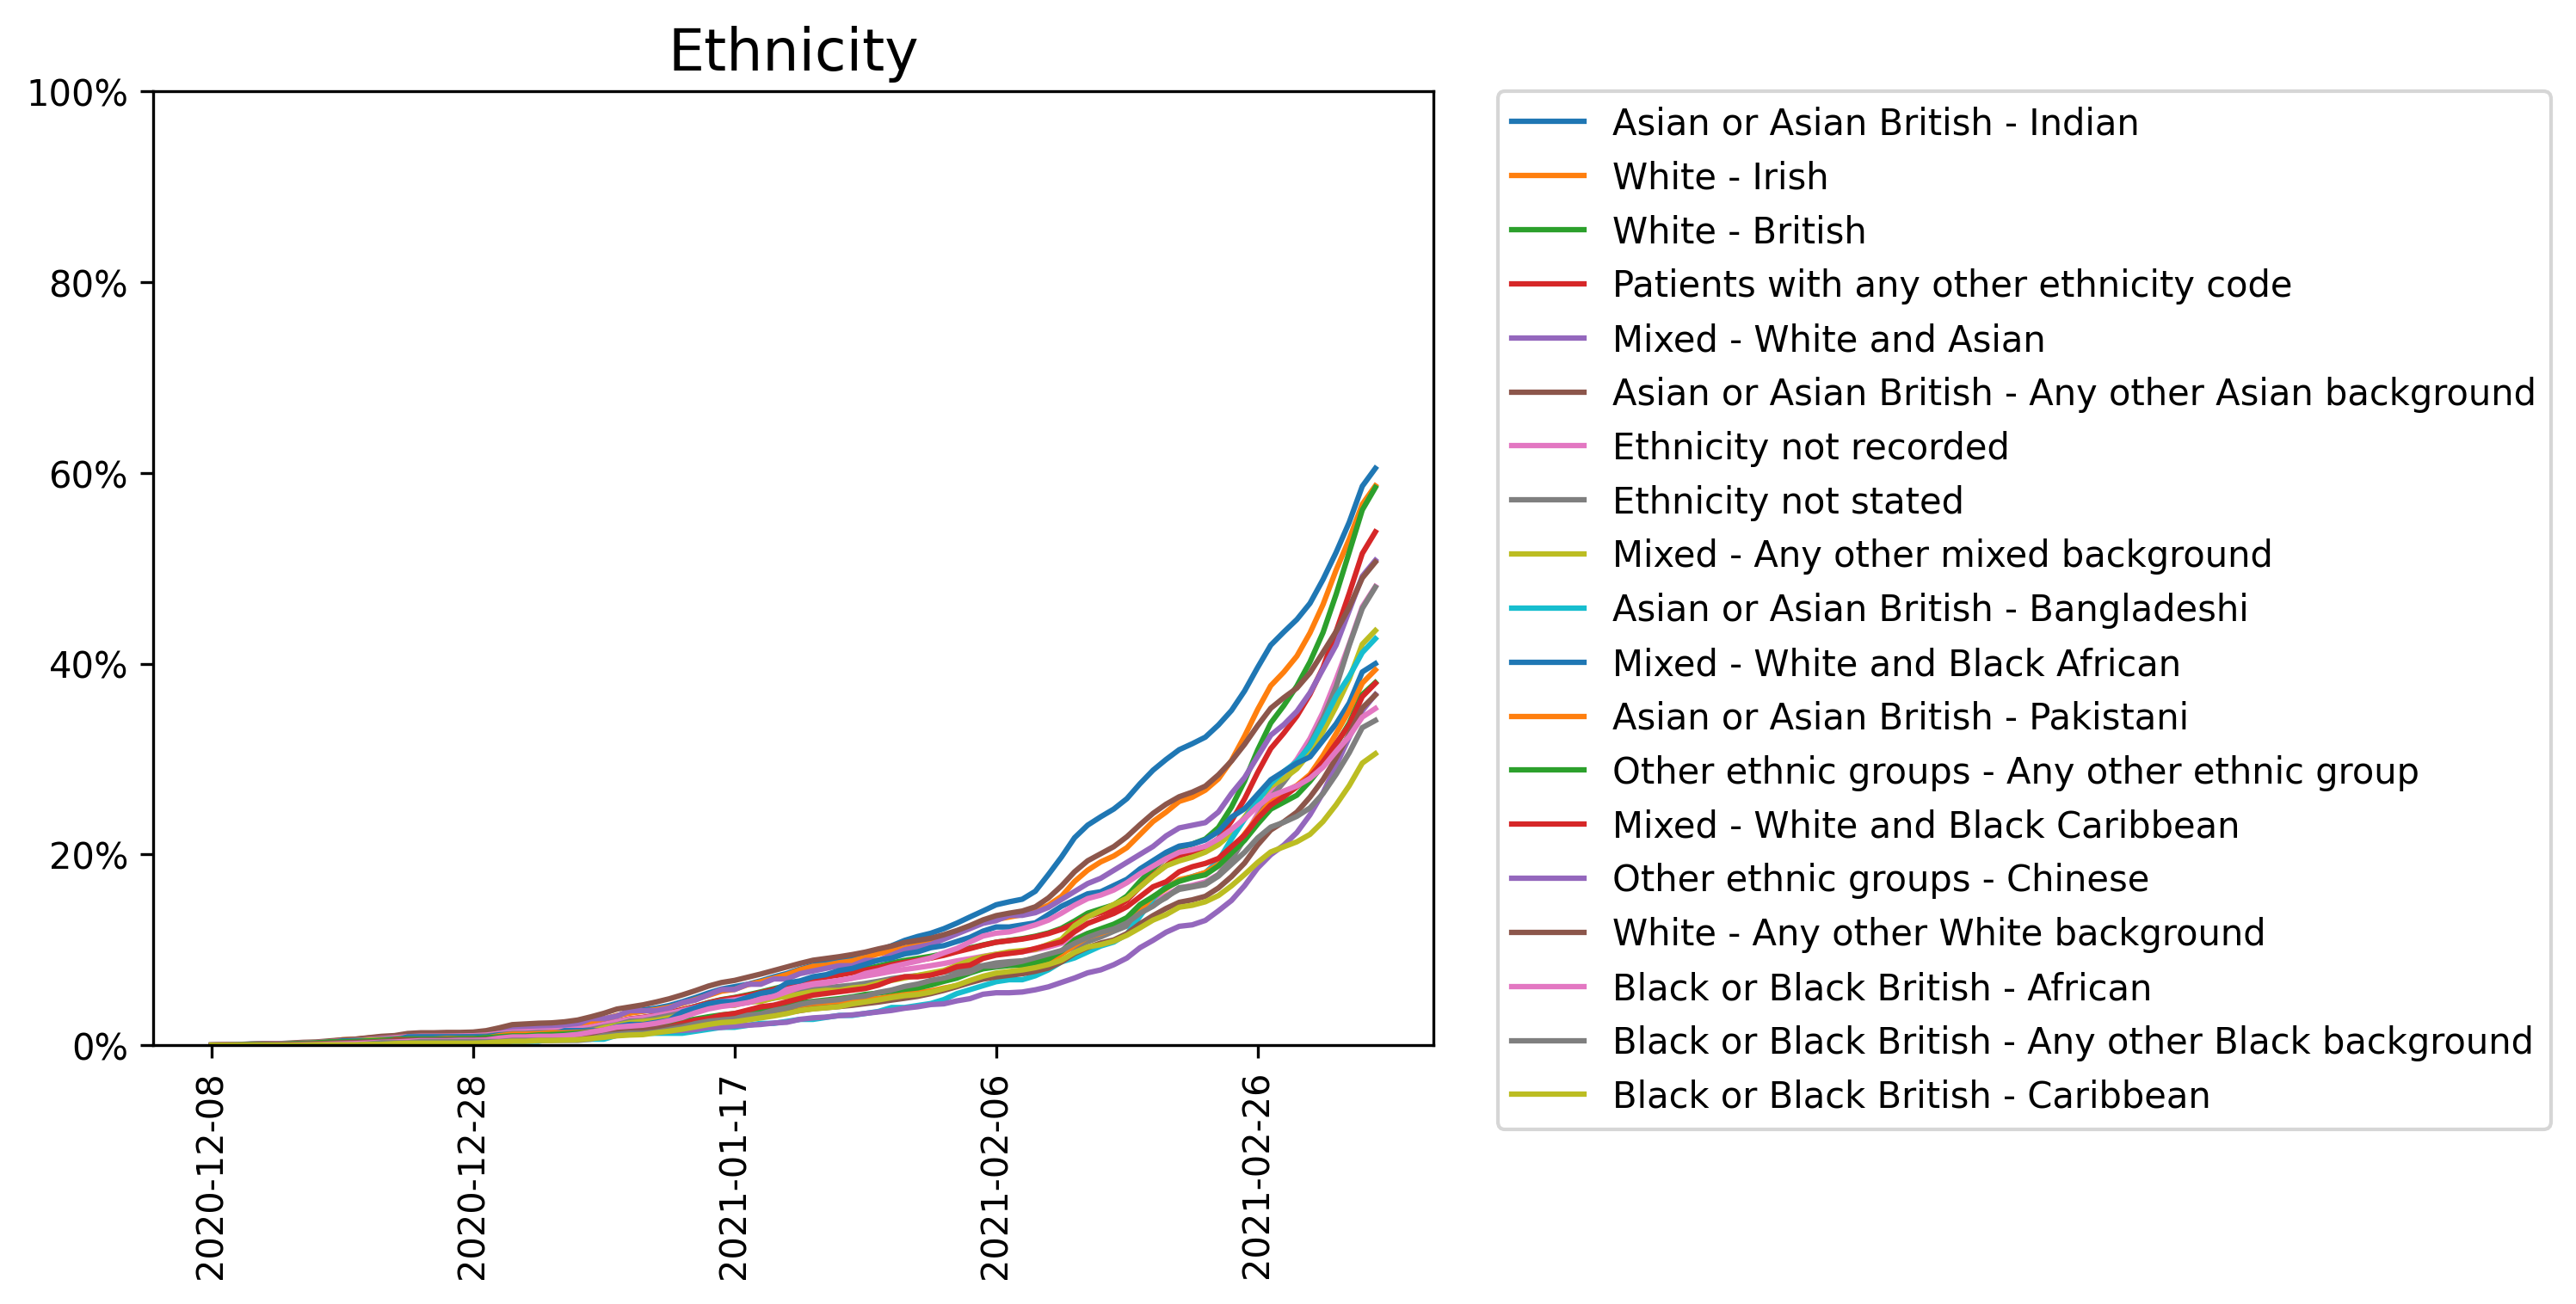 Ethnicity
100%
80%
60%
40%
20%
0%
2020-12-08
2020-12-28
2021-01-17
2021-02-06
2021-02-26
Asian or Asian British - Indian
White - Irish
White - British
Patients with any other ethnicity code
Mixed - White and Asian
Asian or Asian British - Any other Asian background
Ethnicity not recorded
Ethnicity not stated
Mixed - Any other mixed background
Asian or Asian British - Bangladeshi
Mixed - White and Black African
Asian or Asian British - Pakistani
Other ethnic groups - Any other ethnic group
Mixed - White and Black Caribbean
Other ethnic groups - Chinese
White - Any other White background
Black or Black British - African
Black or Black British - Any other Black background
Black or Black British - Caribbean